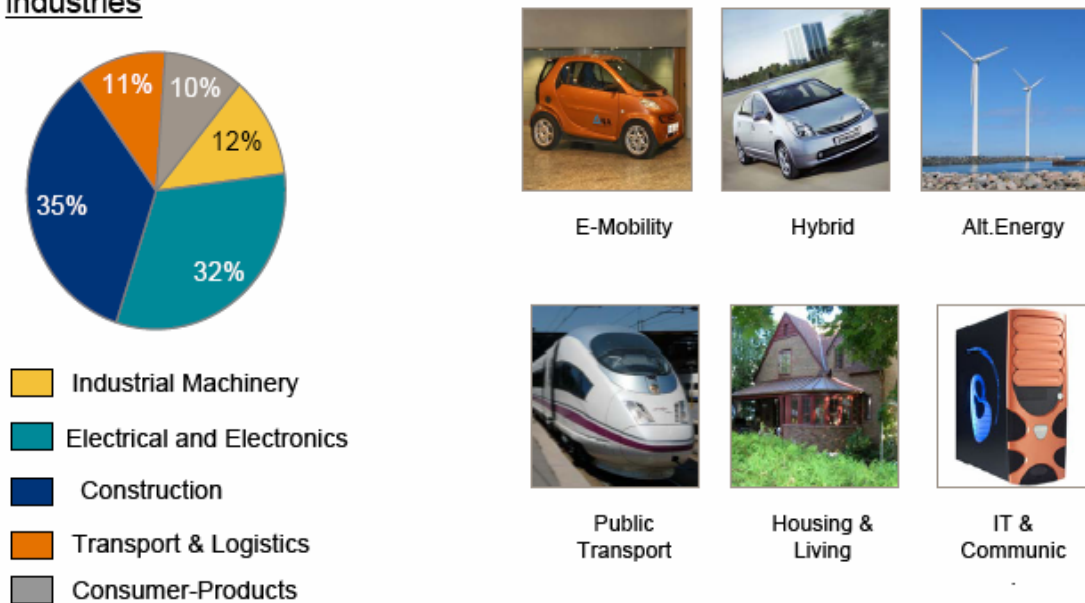 Industries
11%
10%
12%
35%
32%
Industrial Machinery
Electrical and Electronics
Construction
Transport & Logistics
Consumer-Products
E-Mobility
Hybrid
Alt.Energy
Public
Transport
Housing &
Living
IT &
Communic
.